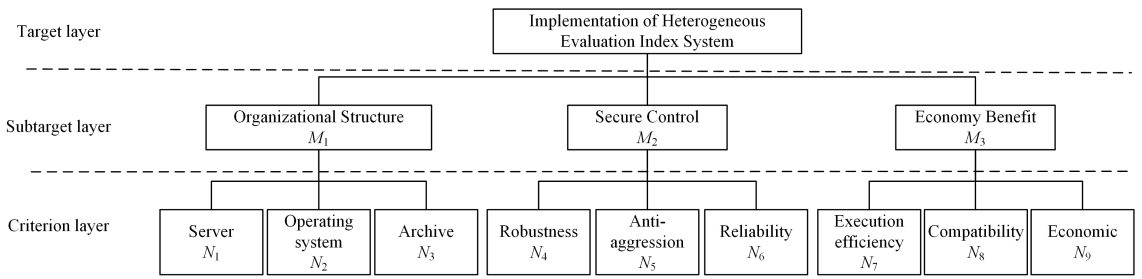 Target layer
Implementation of Heterogeneous
Evaluation Index System
Subtarget layer
Organizational Structure
M1
Secure Control
M2
Economy Benefit
M3
Criterion layer
Server
N1
Operating
system
N2
Archive
N3
Robustness
N4
Anti-
aggression
N5
Reliability
N6
Execution
efficiency
N7
Compatibility
N8
Economic
N9